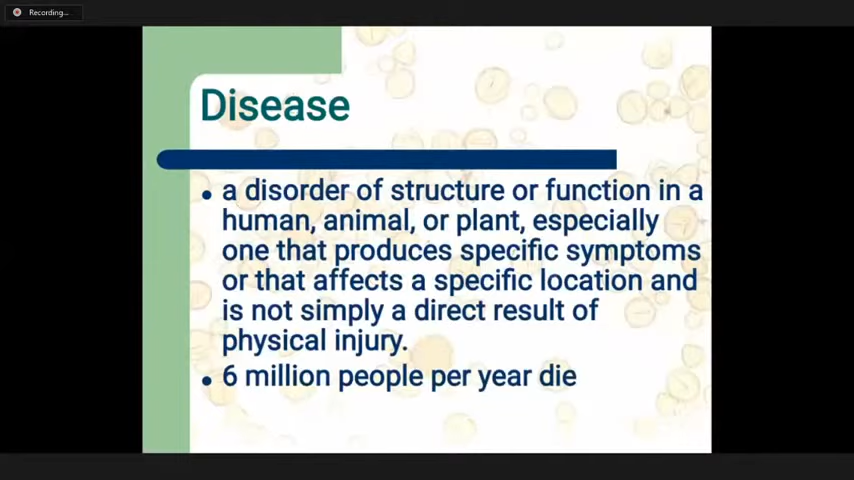 Recording...
Disease
• a disorder of structure or function in a
human, animal, or plant, especially
one that produces specific symptoms
or that affects a specific location and
is not simply a direct result of
physical injury.
• 6 million people per year die